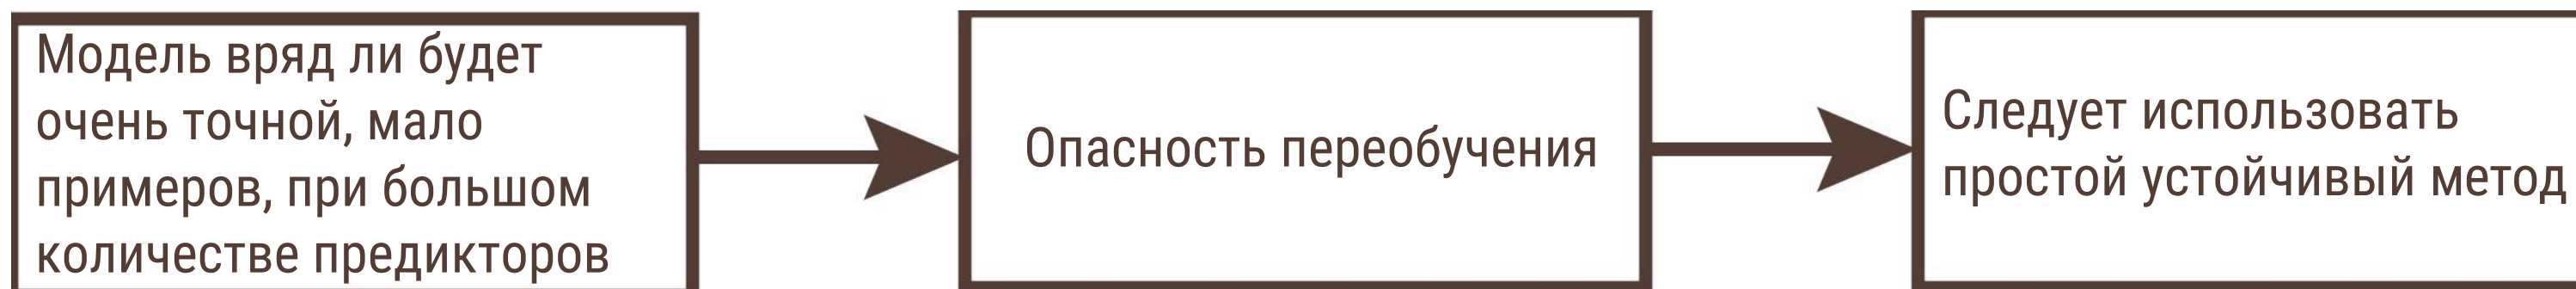 Модель вряд ли будет
очень точной, мало
примеров, при большом
количестве предикторов
Опасность переобучения
Следует использовать
простой устойчивый метод